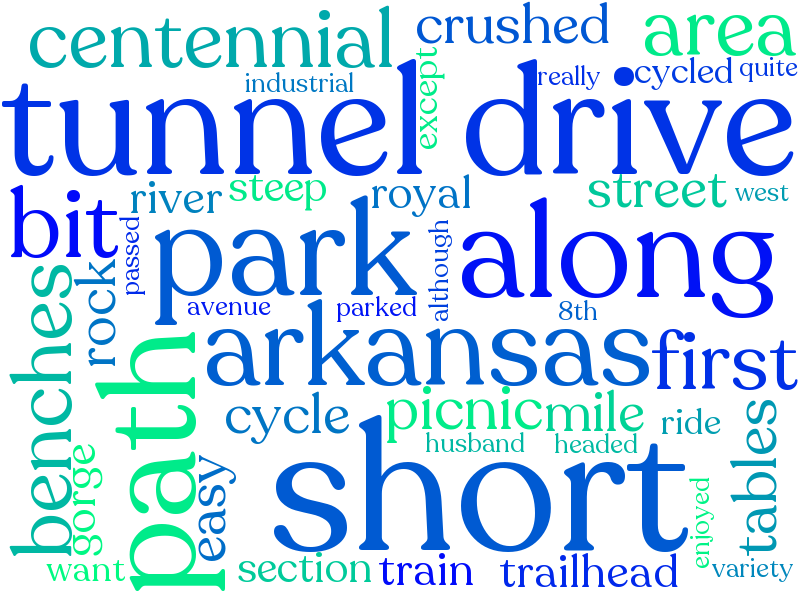 centennial crushed area
industrial except really cycled quite
tunnel drive
river steep royal street west
bit passed park although along
benches rock avenue parked 8th
arkansas first
path cycle picnic mile ride tables
husband headed
gorge easy short enjoyed
want section train trailhead variety